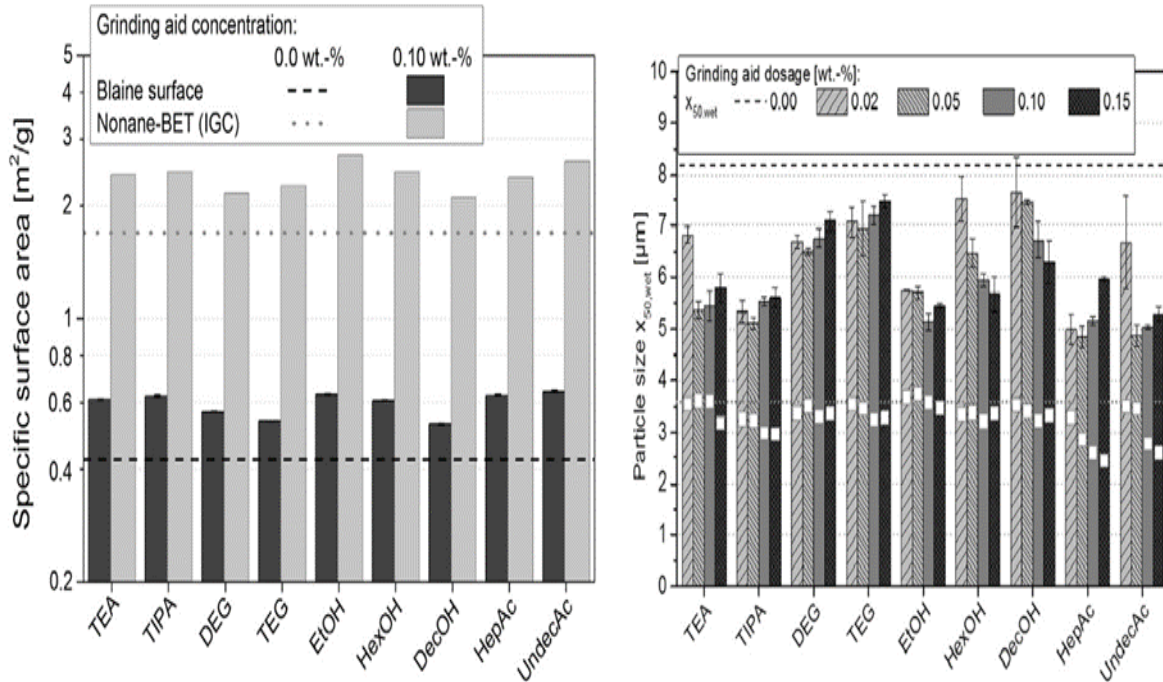 Grinding aid concentration:
0.0 wt.-% 0.10 wt.-%
Blaine surface
Nonane-BET (IGC)
Specific surface area [m²/g]
5
4
3
2
1
0.8
0.6
0.4
0.2
TEA TIPA DEG TEG EtOH HexOH DecOH HepAc UndecAc
Grinding aid dosage [wt.-%]:
x50,wet 0.00 0.02 0.05 0.10 0.15
Particle size x50,wet [µm]
10
9
8
7
6
5
4
3
2
1
0
TEA TIPA DEG TEG EtOH HexOH DecOH HepAc UndecAc